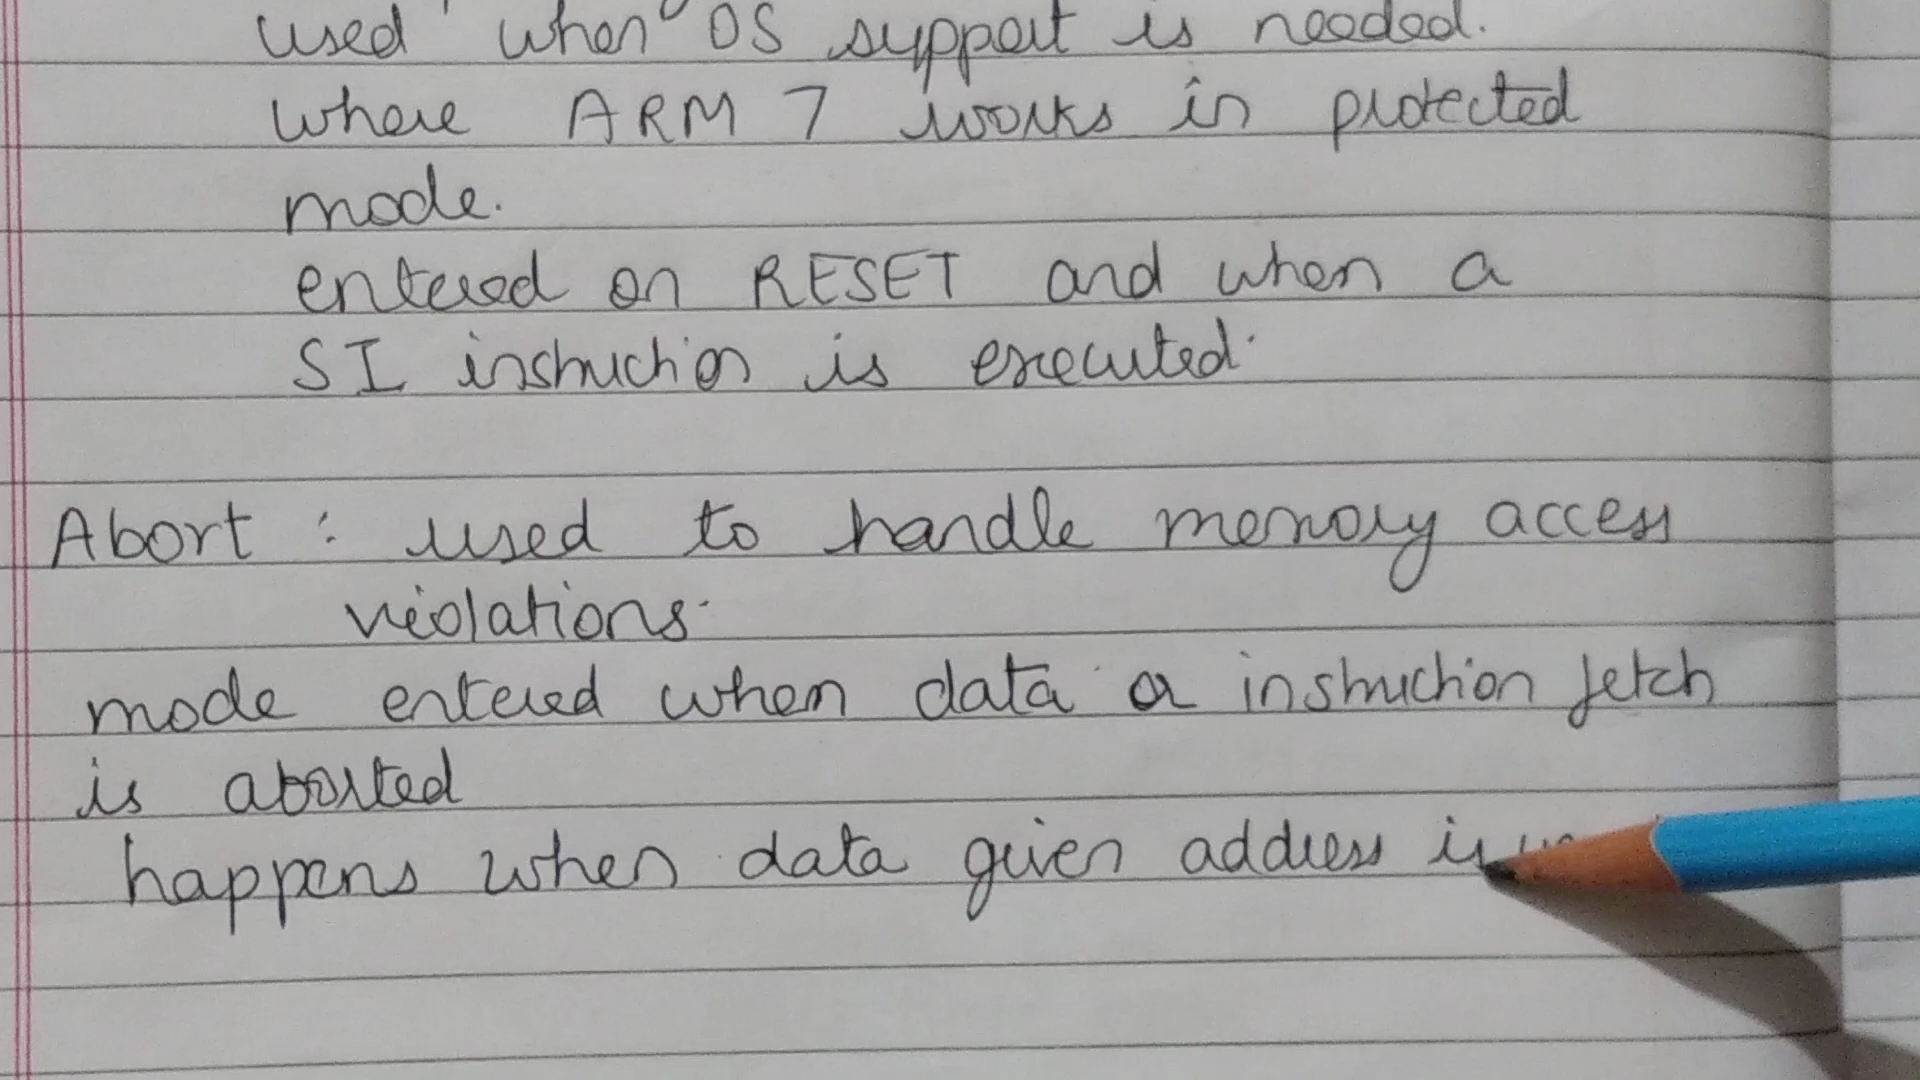 used when OS support is needed.
where ARM 7 works in protected
mode.
entered on RESET and when a
SI instruction is executed.
Abort : used to handle memory access
violations.
mode entered when data or instruction fetch
is aborted
happens when data given address is